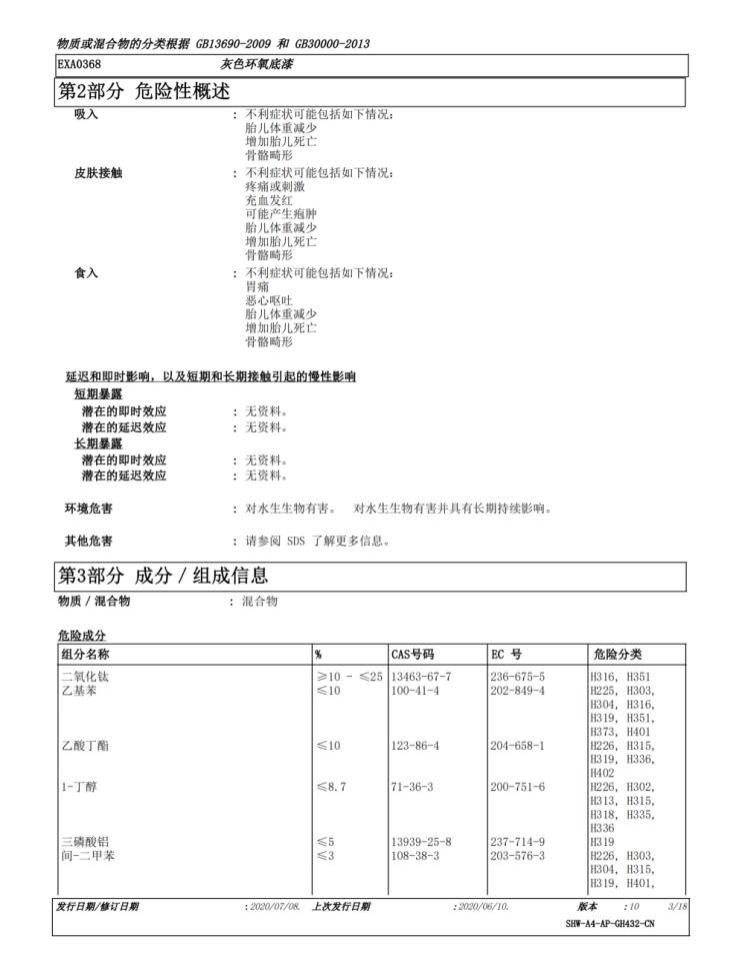 物质或混合物的分类根据 GB13690-2009 和 GB30000-2013
EXA0368 灰色环氧底漆
第2部分 危险性概述
吸入 : 不利症状可能包括如下情况:
胎儿体重减少
增加胎儿死亡
骨骼畸形
皮肤接触 : 不利症状可能包括如下情况:
疼痛或刺激
充血发红
可能产生疱肿
胎儿体重减少
增加胎儿死亡
骨骼畸形
食入 : 不利症状可能包括如下情况:
胃痛
恶心呕吐
胎儿体重减少
增加胎儿死亡
骨骼畸形
延迟和即时影响, 以及短期和长期接触引起的慢性影响
短期暴露
潜在的即时效应 : 无资料。
潜在的延迟效应 : 无资料。
长期暴露
潜在的即时效应 : 无资料。
潜在的延迟效应 : 无资料。
环境危害 : 对水生生物有害。 对水生生物有害并具有长期持续影响。
其他危害 : 请参阅 SDS 了解更多信息。
第3部分 成分/组成信息
物质/混合物 : 混合物
危险成分
组分名称 % CAS号码 EC 号 危险分类
二氧化钛 ≥10 - ≤25 13463-67-7 236-675-5 H316, H351
乙基苯 ≤10 100-41-4 202-849-4 H225, H303,
H304, H316,
H319, H351,
H373, H401
乙酸丁酯 ≤10 123-86-4 204-658-1 H226, H315,
H319, H336,
H402
1-丁醇 ≤8.7 71-36-3 200-751-6 H226, H302,
H313, H315,
H318, H335,
H336
三磷酸铝 ≤5 13939-25-8 237-714-9 H319
间-二甲苯 ≤3 108-38-3 203-576-3 H226, H303,
H304, H315,
H319, H401,
发行日期/修订日期 : 2020/07/08. 上次发行日期 : 2020/06/10. 版本 : 10 3/18
SHW-A4-AP-GH432-CN